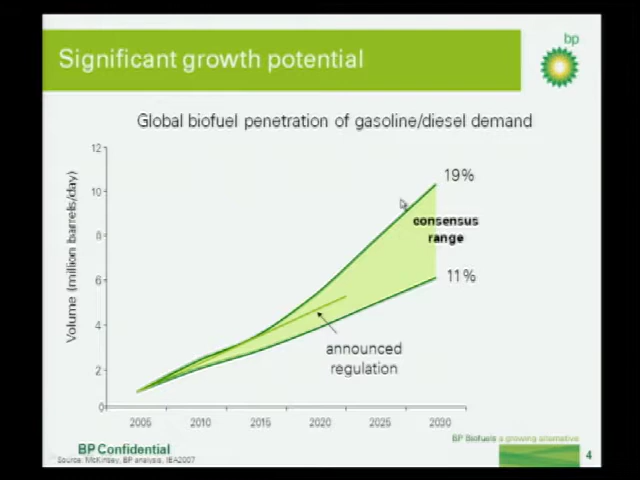 bp
Significant growth potential
Global biofuel penetration of gasoline/diesel demand
Volume (million barrels/day)
12
10
8
6
4
2
0
19%
consensus
range
11%
announced
regulation
2006
2010
2015
2020
2025
2030
BP Biofuels a growing alternative
BP Confidential
Source: McKinsey, BP analysis, IEA2007
4